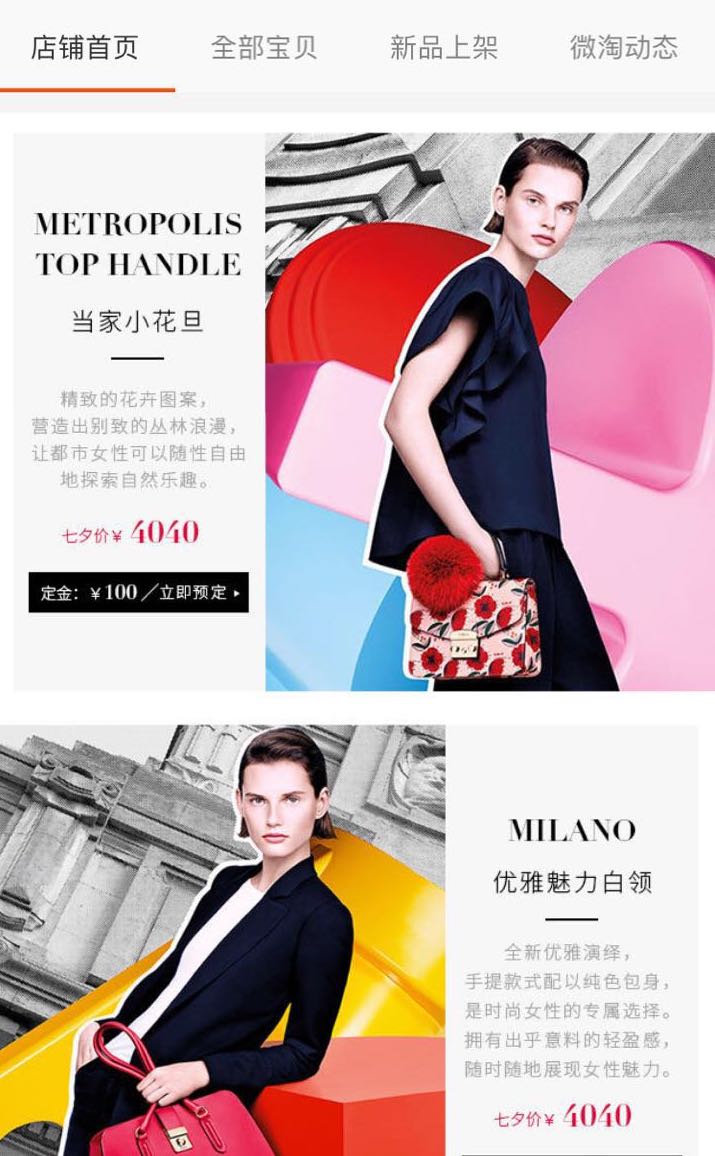 店铺首页
全部宝贝
新品上架
微淘动态
METROPOLIS
TOP HANDLE
当家小花旦
精致的花卉图案，
营造出别致的丛林浪漫，
让都市女性可以随性自由
地探索自然乐趣。
七夕价¥ 4040
定金：¥100／立即预定
MILANO
优雅魅力白领
全新优雅演绎，
手提款式配以纯色包身，
是时尚女性的专属选择。
拥有出乎意料的轻盈感，
随时随地展现女性魅力。
七夕价¥ 4040